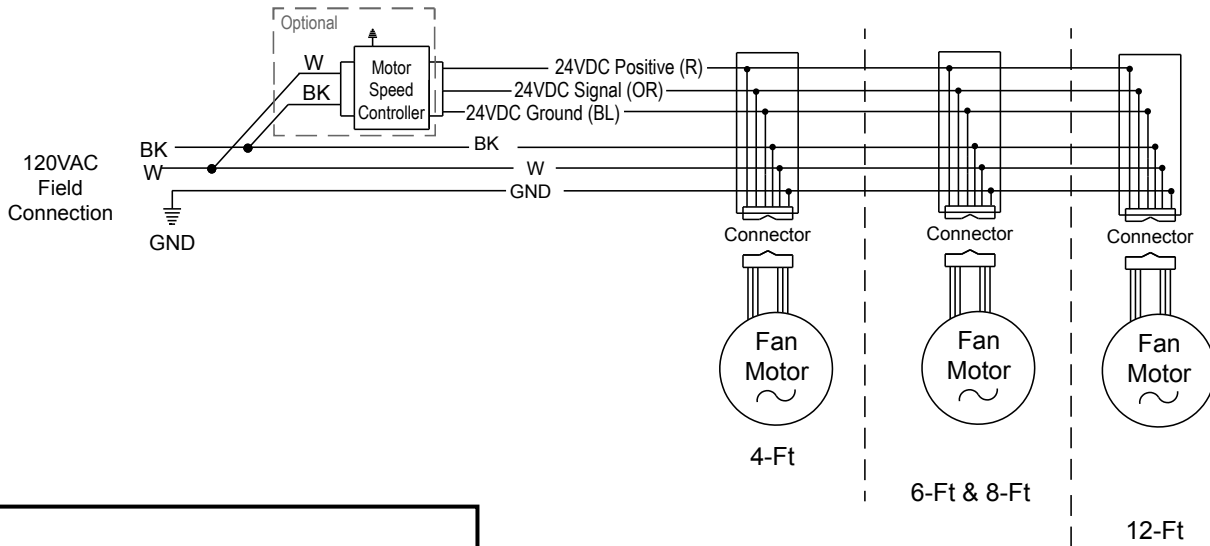 Optional
W
BK
Motor
Speed
Controller
24VDC Positive (R)
24VDC Signal (OR)
24VDC Ground (BL)
120VAC
Field
Connection
BK
W
GND
BK
W
GND
Connector
Connector
Connector
Fan
Motor
Fan
Motor
Fan
Motor
4-Ft
6-Ft & 8-Ft
12-Ft